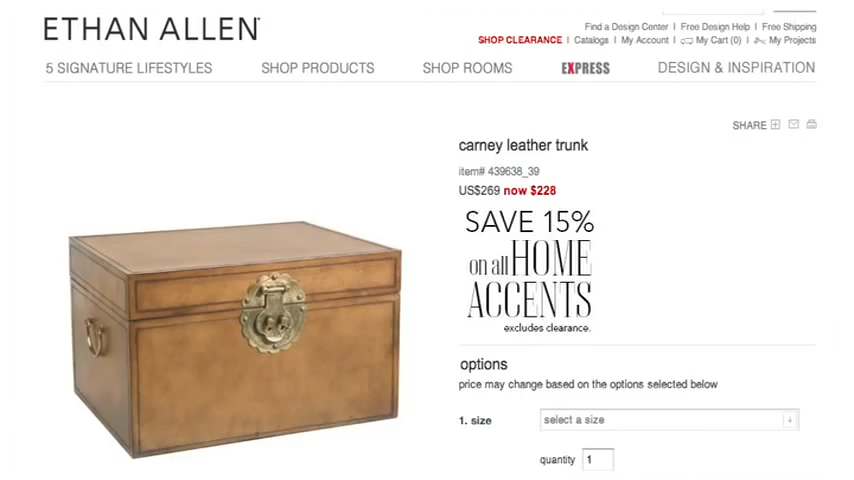 ETHAN ALLEN
Find a Design Center | Free Design Help | Free Shipping
SHOP CLEARANCE | Catalogs | My Account | My Cart (0) | My Projects
5 SIGNATURE LIFESTYLES SHOP PRODUCTS SHOP ROOMS EXPRESS DESIGN & INSPIRATION
SHARE
carney leather trunk
item# 439638_39
US$269 now $228
SAVE 15%
on all HOME
ACCENTS
excludes clearance.
options
price may change based on the options selected below
1. size select a size
quantity 1